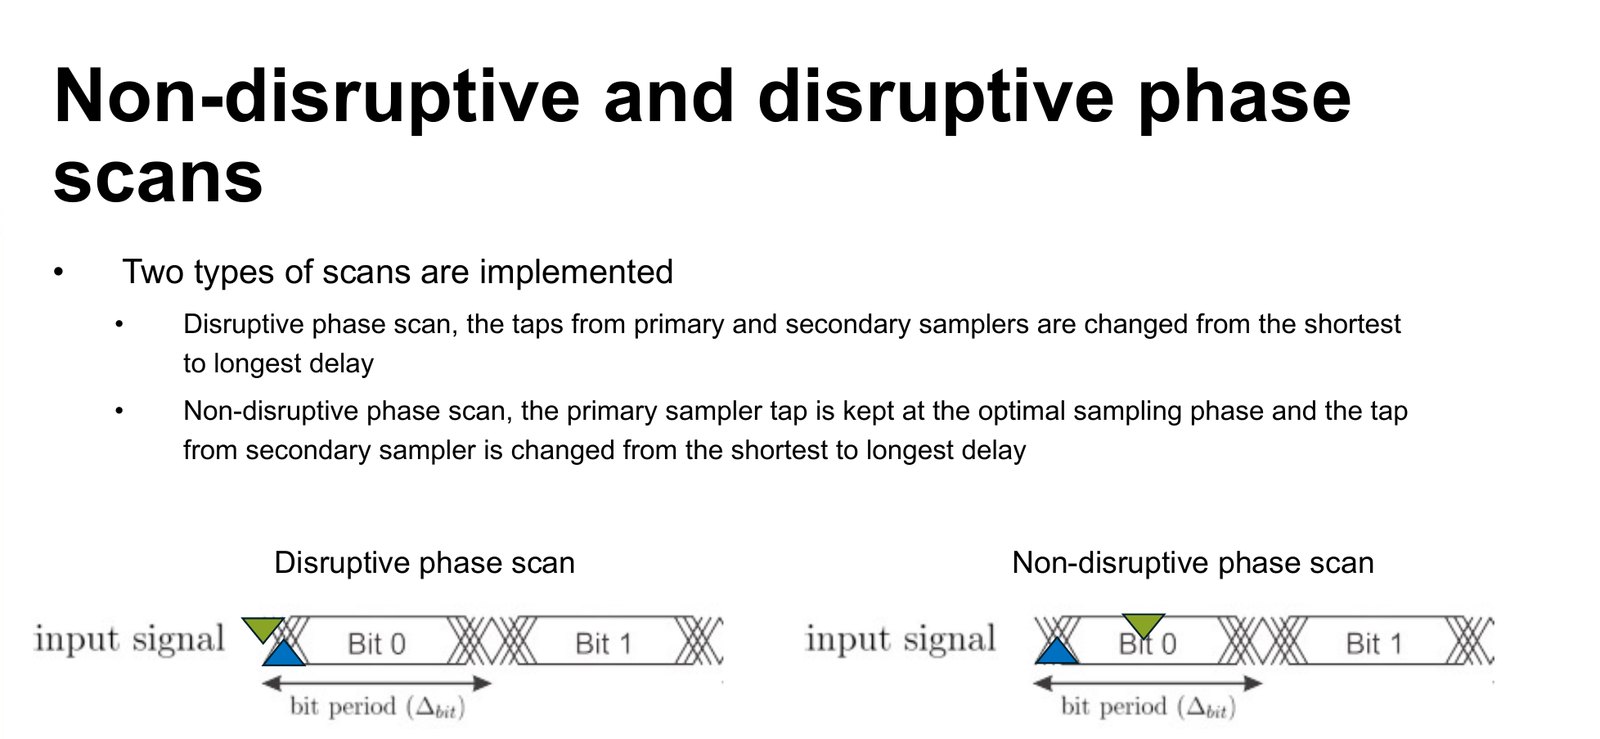 Non-disruptive and disruptive phase
scans
• Two types of scans are implemented
• Disruptive phase scan, the taps from primary and secondary samplers are changed from the shortest
to longest delay
• Non-disruptive phase scan, the primary sampler tap is kept at the optimal sampling phase and the tap
from secondary sampler is changed from the shortest to longest delay
Disruptive phase scan
input signal Bit 0 Bit 1
bit period (Δbit)
Non-disruptive phase scan
input signal Bit 0 Bit 1
bit period (Δbit)